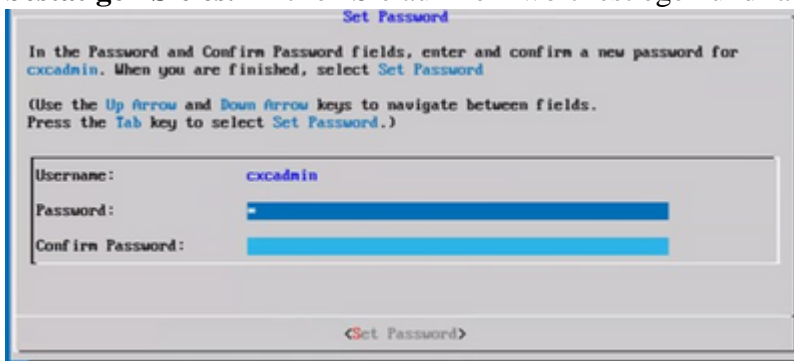 Set Password
In the Password and Confirm Password fields, enter and confirm a new password for
cxcadmin. When you are finished, select Set Password
(Use the Up Arrow and Down Arrow keys to navigate between fields.
Press the Tab key to select Set Password.)
Username: cxcadmin
Password:
Confirm Password:
<Set Password>